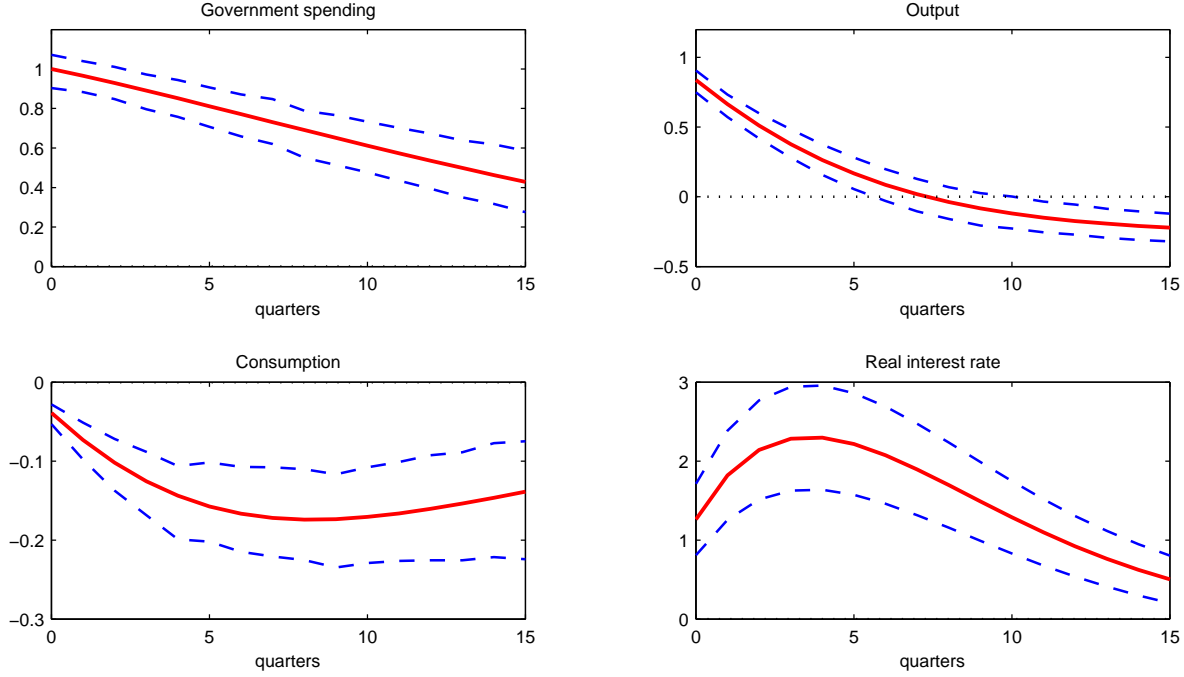 Government spending
1
0.8
0.6
0.4
0.2
0
0 5 10 15
quarters
Output
1
0.5
0
−0.5
0 5 10 15
quarters
Consumption
0
−0.1
−0.2
−0.3
0 5 10 15
quarters
Real interest rate
3
2
1
0
0 5 10 15
quarters